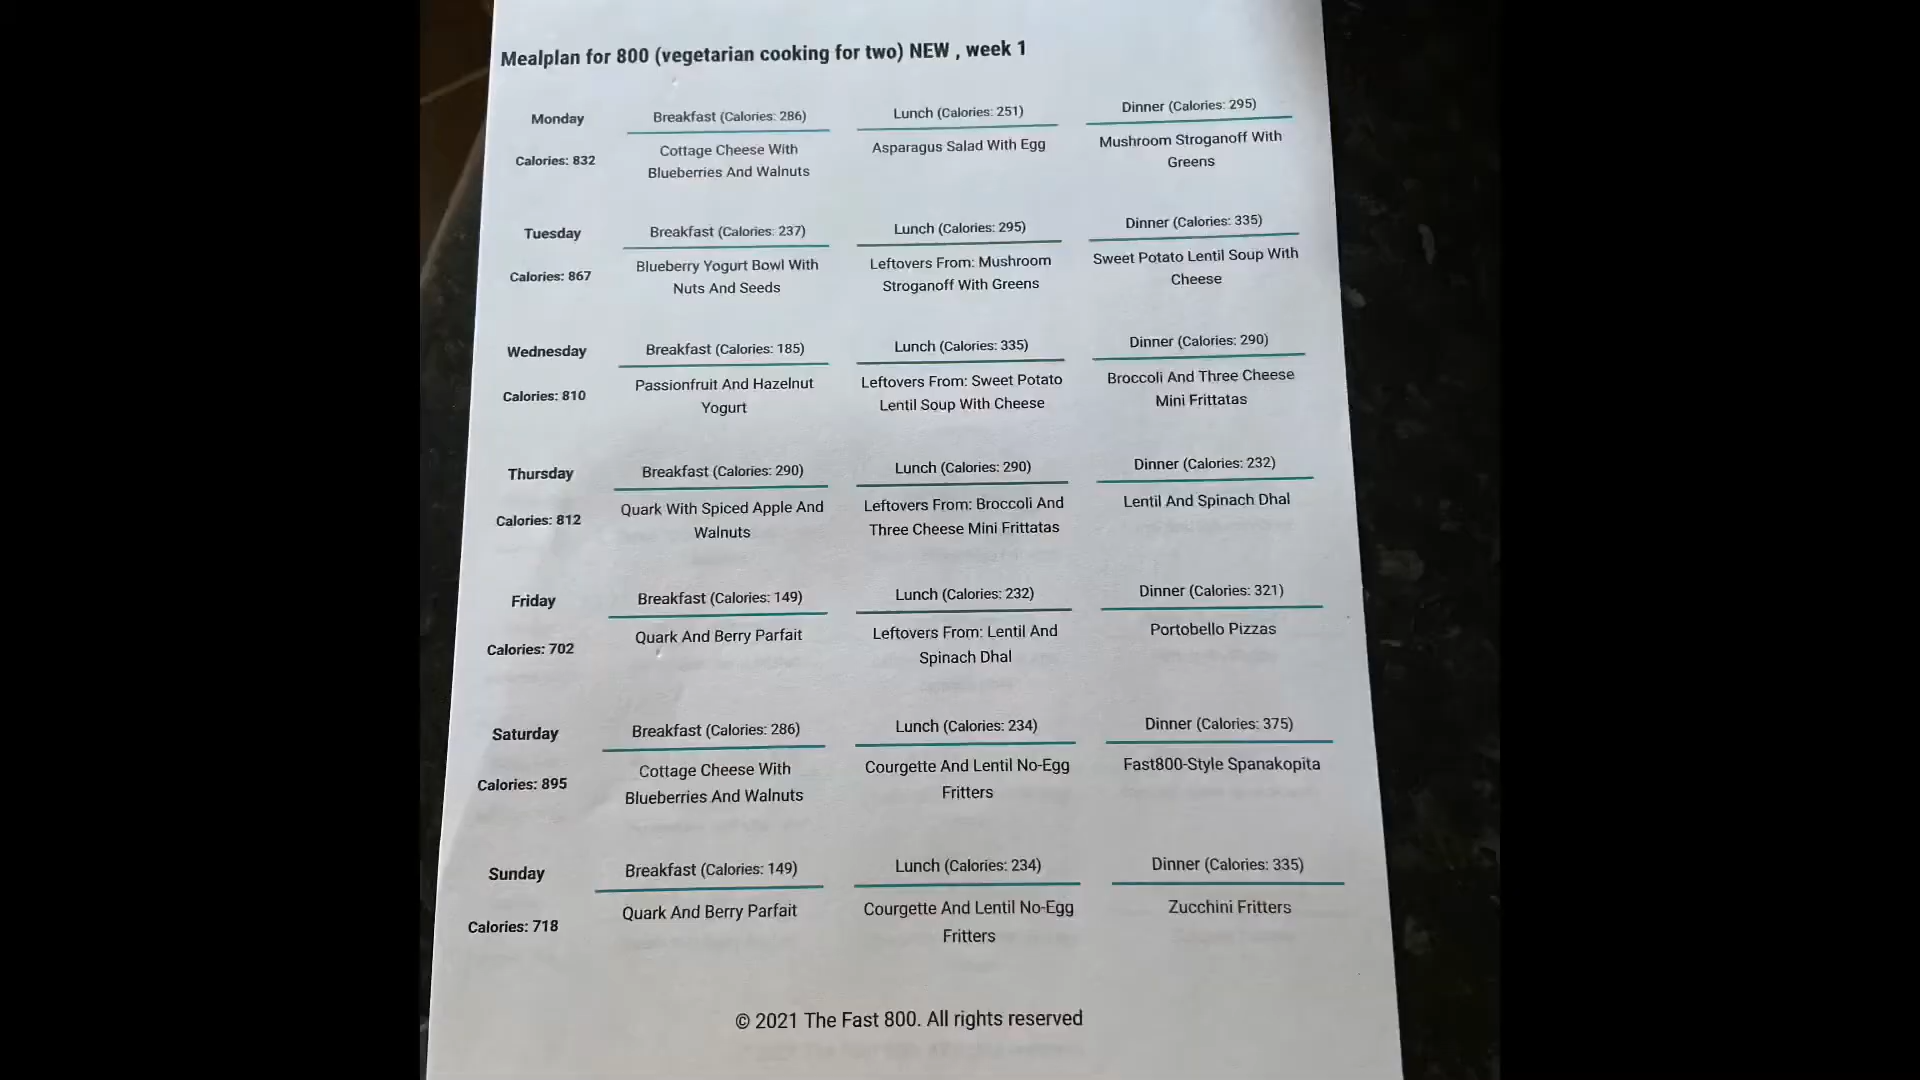 Mealplan for 800 (vegetarian cooking for two) NEW , week 1
Monday
Calories: 832
Breakfast (Calories: 286)
Cottage Cheese With
Blueberries And Walnuts
Lunch (Calories: 251)
Asparagus Salad With Egg
Dinner (Calories: 295)
Mushroom Stroganoff With
Greens
Tuesday
Calories: 867
Breakfast (Calories: 237)
Blueberry Yogurt Bowl With
Nuts And Seeds
Lunch (Calories: 295)
Leftovers From: Mushroom
Stroganoff With Greens
Dinner (Calories: 335)
Sweet Potato Lentil Soup With
Cheese
Wednesday
Calories: 810
Breakfast (Calories: 185)
Passionfruit And Hazelnut
Yogurt
Lunch (Calories: 335)
Leftovers From: Sweet Potato
Lentil Soup With Cheese
Dinner (Calories: 290)
Broccoli And Three Cheese
Mini Frittatas
Thursday
Calories: 812
Breakfast (Calories: 290)
Quark With Spiced Apple And
Walnuts
Lunch (Calories: 290)
Leftovers From: Broccoli And
Three Cheese Mini Frittatas
Dinner (Calories: 232)
Lentil And Spinach Dhal
Friday
Calories: 702
Breakfast (Calories: 149)
Quark And Berry Parfait
Lunch (Calories: 232)
Leftovers From: Lentil And
Spinach Dhal
Dinner (Calories: 321)
Portobello Pizzas
Saturday
Calories: 895
Breakfast (Calories: 286)
Cottage Cheese With
Blueberries And Walnuts
Lunch (Calories: 234)
Courgette And Lentil No-Egg
Fritters
Dinner (Calories: 375)
Fast800-Style Spanakopita
Sunday
Calories: 718
Breakfast (Calories: 149)
Quark And Berry Parfait
Lunch (Calories: 234)
Courgette And Lentil No-Egg
Fritters
Dinner (Calories: 335)
Zucchini Fritters
© 2021 The Fast 800. All rights reserved